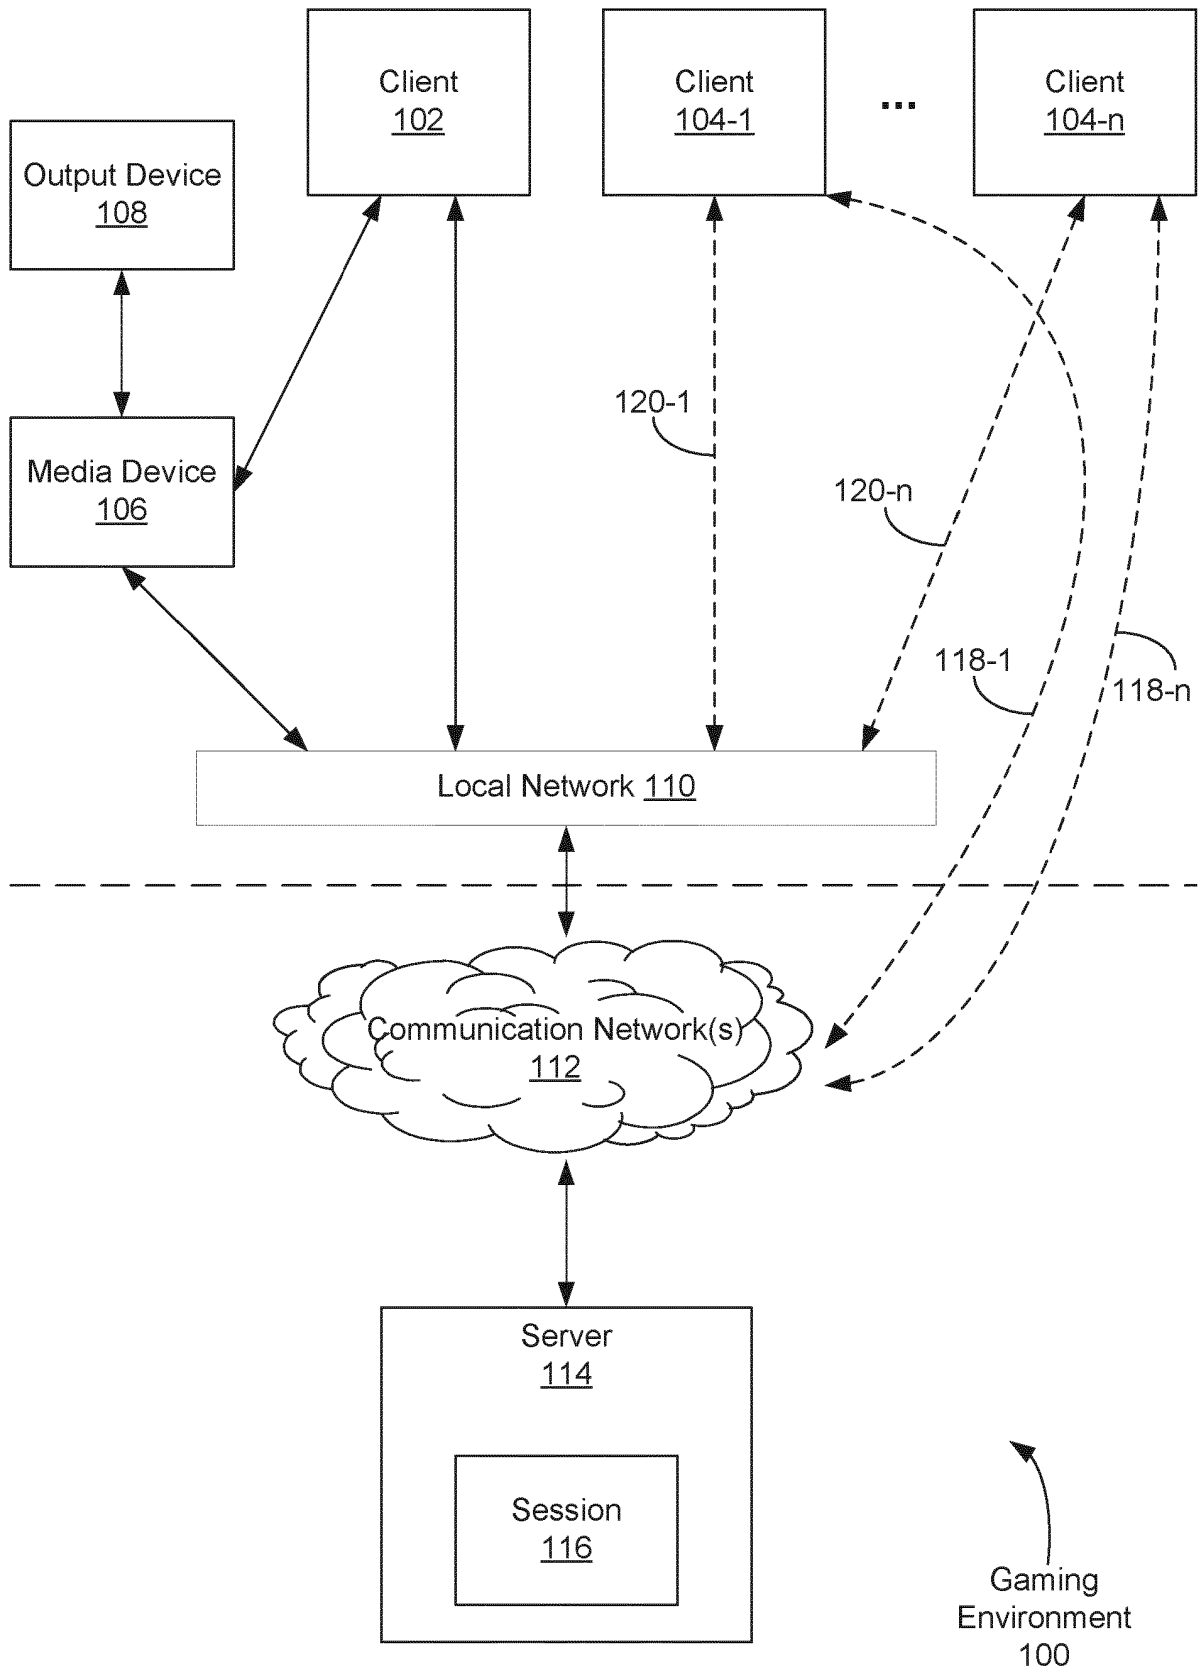 Client
102
Client
104-1
...
Client
104-n
Output Device
108
120-1
Media Device
106
120-n
118-1
118-n
Local Network 110
Communication Network(s)
112
Server
114
Session
116
Gaming
Environment
100